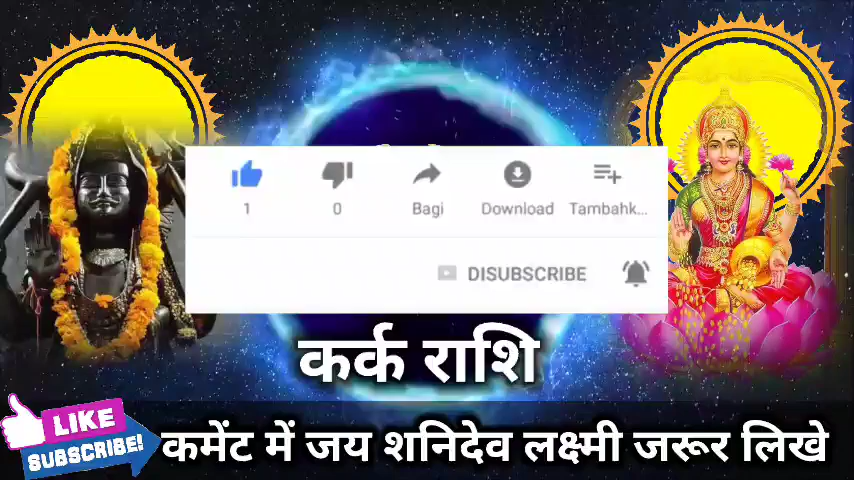 1
0
Bagi
Download
Tambahk...
DISUBSCRIBE
कर्क राशि
LIKE
SUBSCRIBE!
कमेंट में जय शनिदेव लक्ष्मी जरूर लिखे